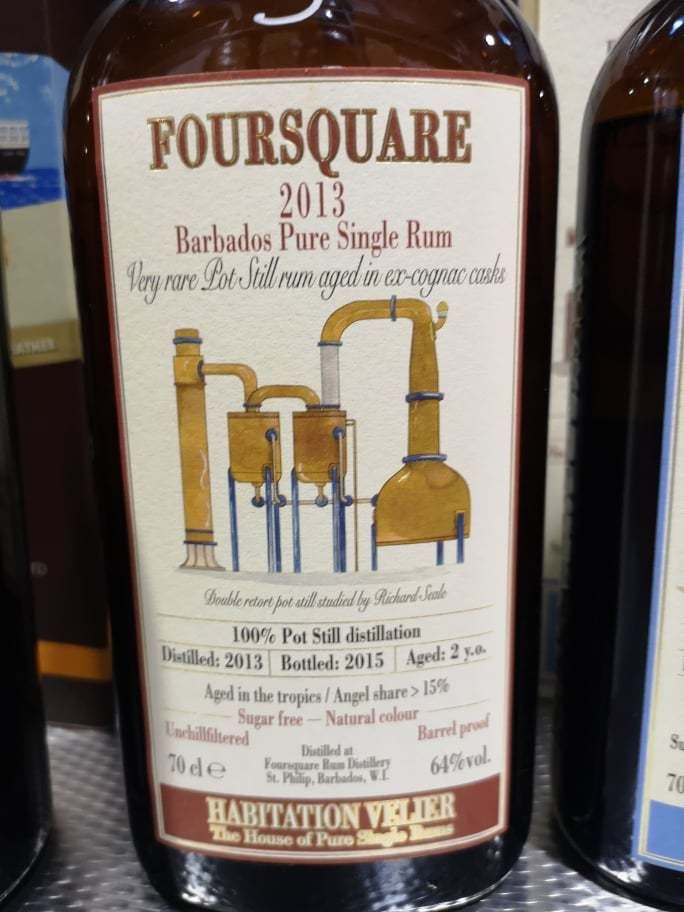 FOURSQUARE
2013
Barbados Pure Single Rum
Very rare Pot Still rum aged in ex-cognac casks
Double retort pot still studied by Richard Seale
100% Pot Still distillation
Distilled: 2013 Bottled: 2015 Aged: 2 y.o.
Aged in the tropics / Angel share > 15%
Sugar free — Natural colour
Unchillfiltered Barrel proof
Distilled at
Foursquare Rum Distillery
St. Philip, Barbados, W.I.
70 cl e 64%vol.
HABITATION VELIER
The House of Pure Single Rums
70